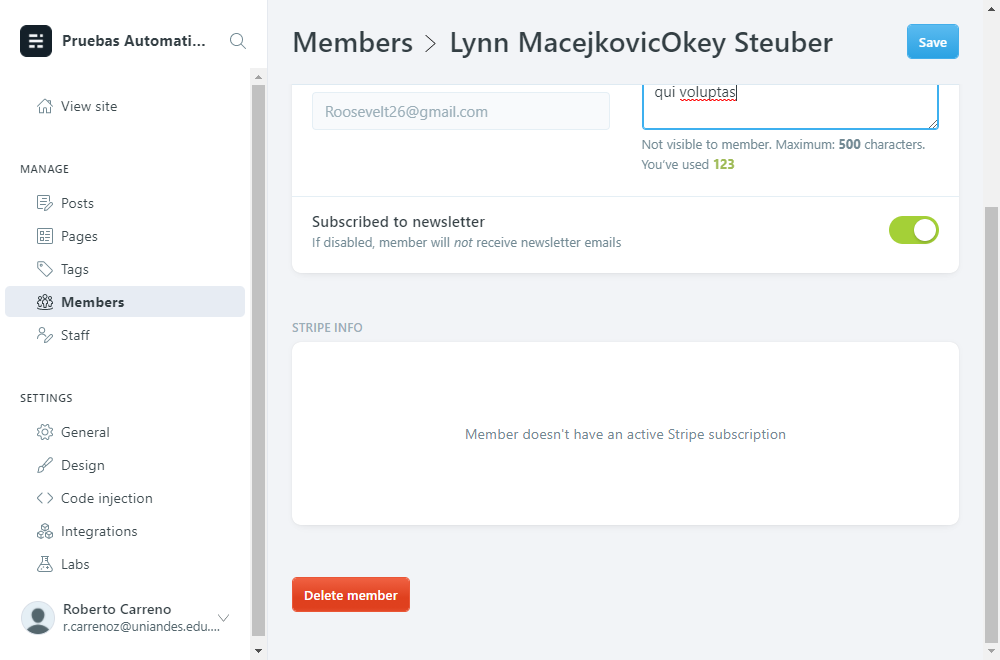 Pruebas Automati...
View site
MANAGE
Posts
Pages
Tags
Members
Staff
SETTINGS
General
Design
Code injection
Integrations
Labs
Roberto Carreno
r.carrenoz@uniandes.edu....
Members > Lynn MacejkovicOkey Steuber
Save
Roosevelt26@gmail.com
qui voluptas
Not visible to member. Maximum: 500 characters.
You've used 123
Subscribed to newsletter
If disabled, member will not receive newsletter emails
STRIPE INFO
Member doesn't have an active Stripe subscription
Delete member